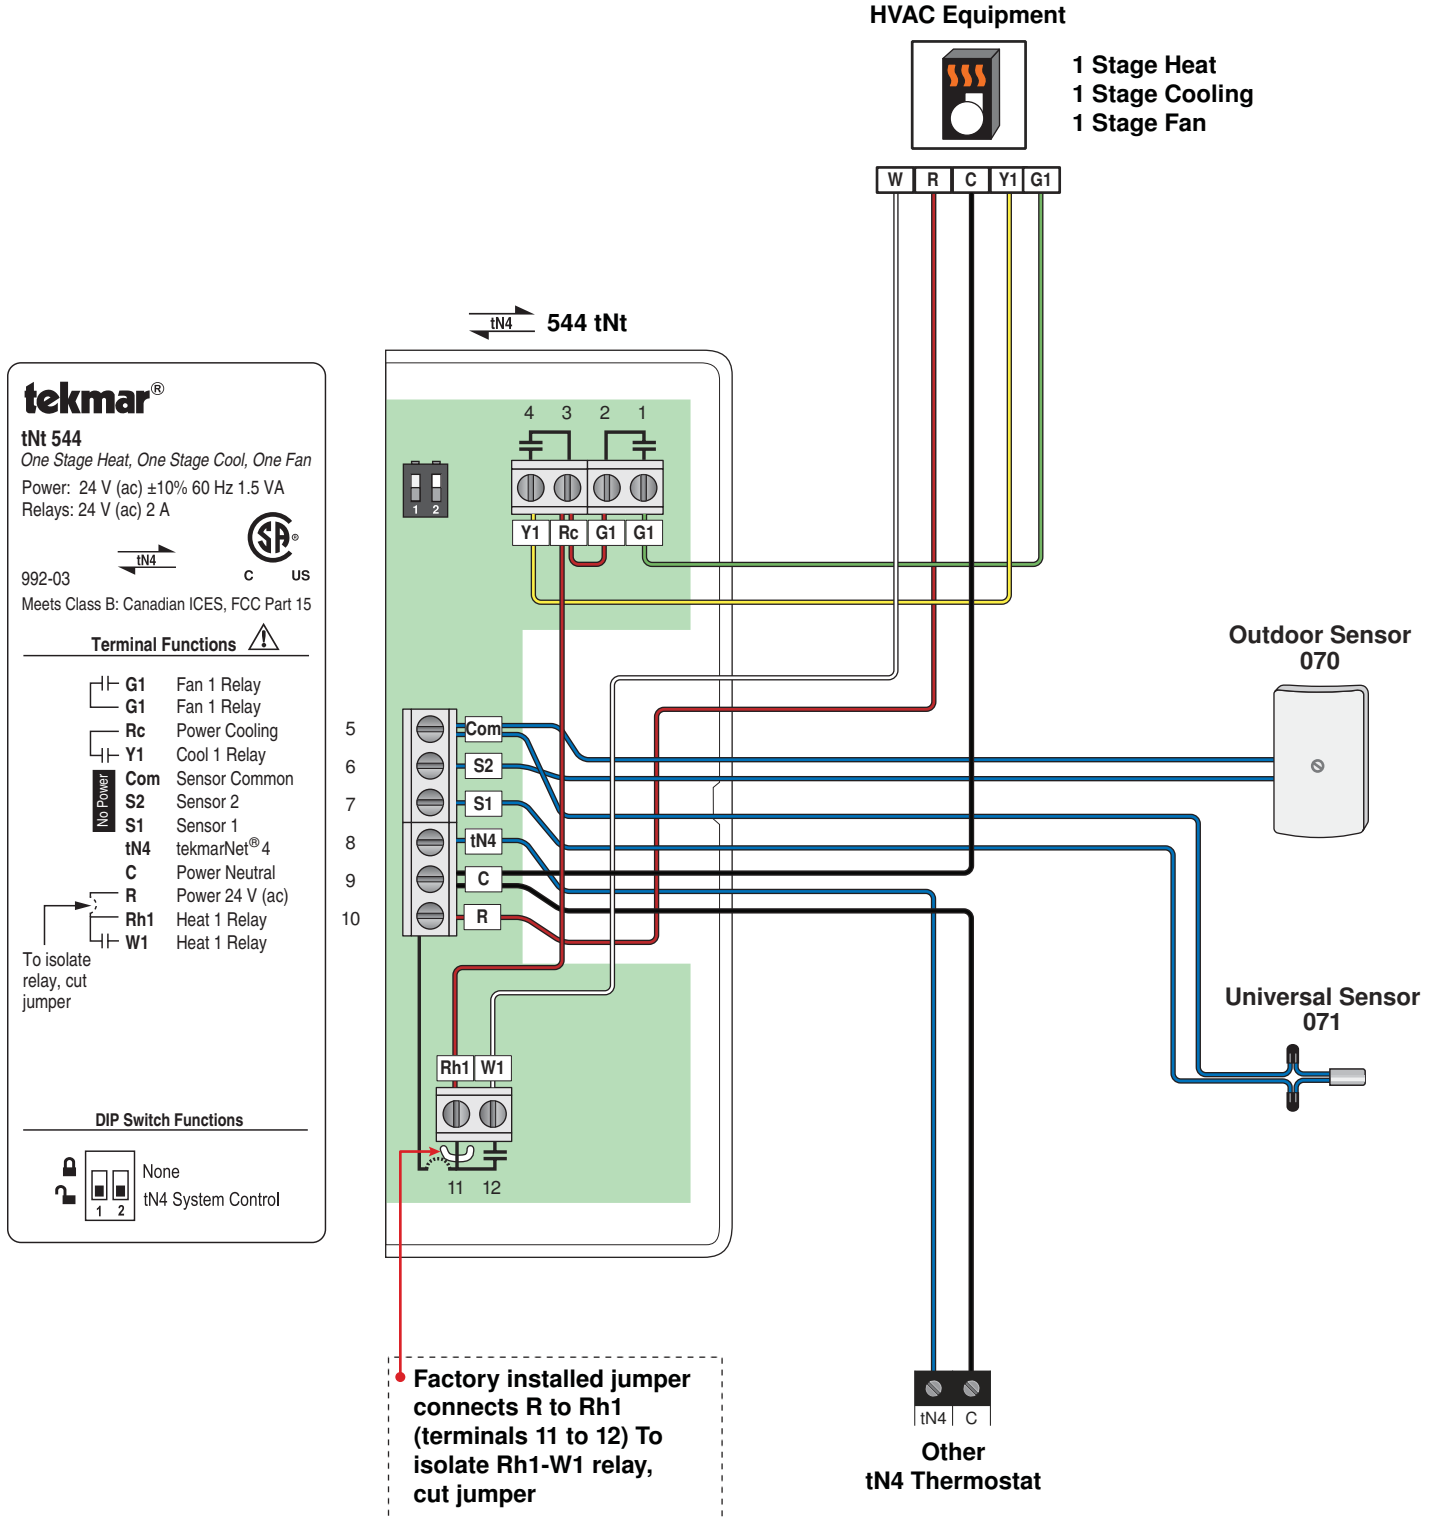 HVAC Equipment
1 Stage Heat
1 Stage Cooling
1 Stage Fan
W R C Y1 G1
tN4 544 tNt
tekmar®
tNt 544
One Stage Heat, One Stage Cool, One Fan
Power: 24 V (ac) ±10% 60 Hz 1.5 VA
Relays: 24 V (ac) 2 A
SA®
C US
tN4
992-03
Meets Class B: Canadian ICES, FCC Part 15
Terminal Functions
G1 Fan 1 Relay
G1 Fan 1 Relay
Rc Power Cooling
Y1 Cool 1 Relay
No Power
Com Sensor Common
S2 Sensor 2
S1 Sensor 1
tN4 tekmarNet® 4
C Power Neutral
R Power 24 V (ac)
Rh1 Heat 1 Relay
W1 Heat 1 Relay
To isolate
relay, cut
jumper
DIP Switch Functions
None
tN4 System Control
1 2
4 3 2 1
1 2
Y1 Rc G1 G1
5 Com
6 S2
7 S1
8 tN4
9 C
10 R
Rh1 W1
11 12
Outdoor Sensor
070
Universal Sensor
071
Factory installed jumper
connects R to Rh1
(terminals 11 to 12) To
isolate Rh1-W1 relay,
cut jumper
tN4 C
Other
tN4 Thermostat